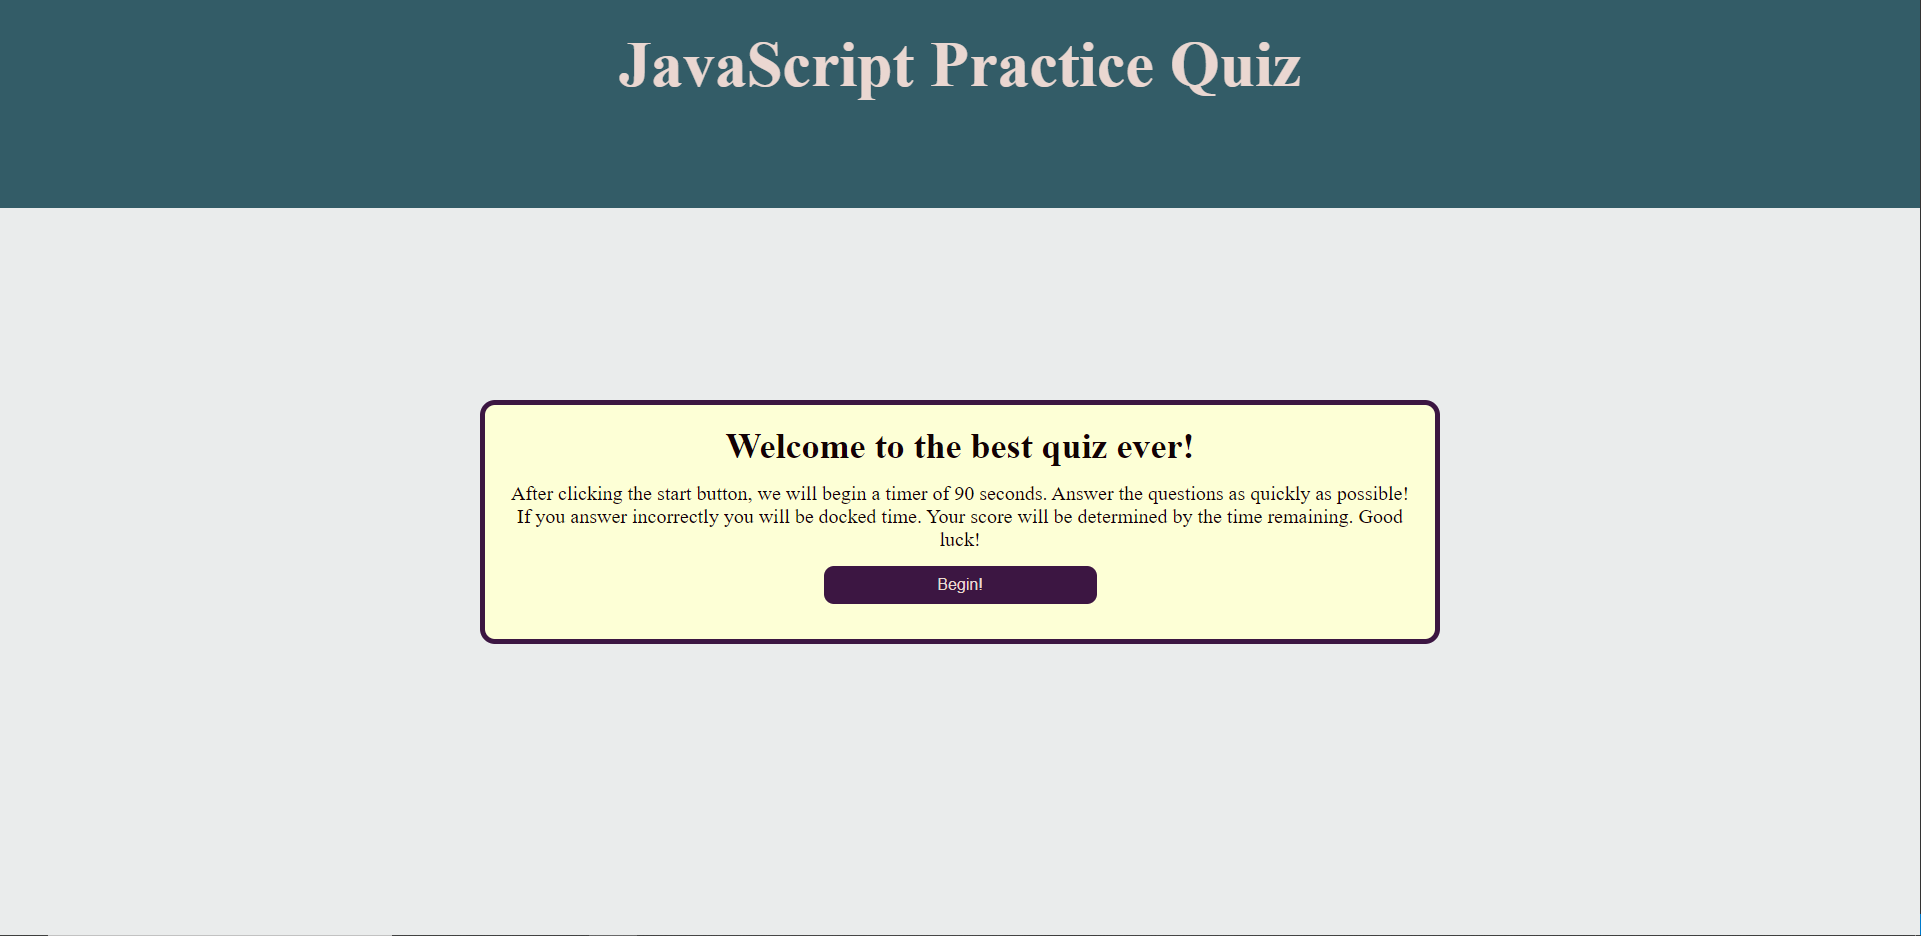 JavaScript Practice Quiz
Welcome to the best quiz ever!
After clicking the start button, we will begin a timer of 90 seconds. Answer the questions as quickly as possible!
If you answer incorrectly you will be docked time. Your score will be determined by the time remaining. Good
luck!
Begin!